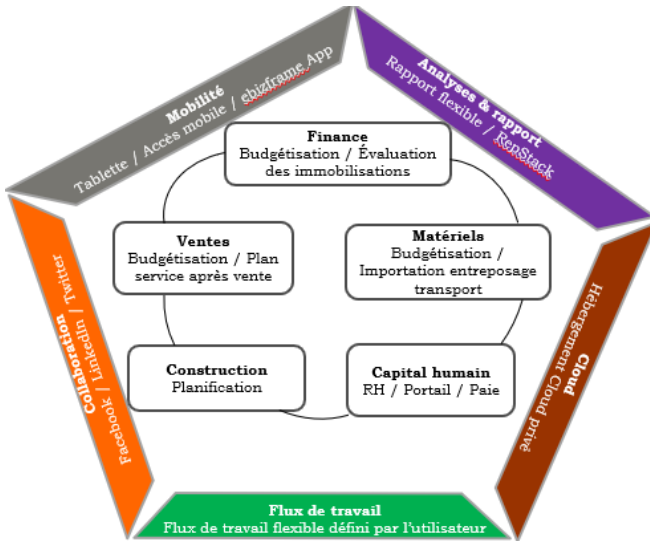 Mobilité
Tablette / Accès mobile / ebizframe App
Analyses & rapport
Rapport flexible / RepStack
Finance
Budgétisation / Évaluation
des immobilisations
Ventes
Budgétisation / Plan
service après vente
Matériels
Budgétisation /
Importation entreposage
transport
Collaboration
Facebook / LinkedIn / Twitter
Cloud
Hébergement Cloud privé
Construction
Planification
Capital humain
RH / Portail / Paie
Flux de travail
Flux de travail flexible défini par l'utilisateur